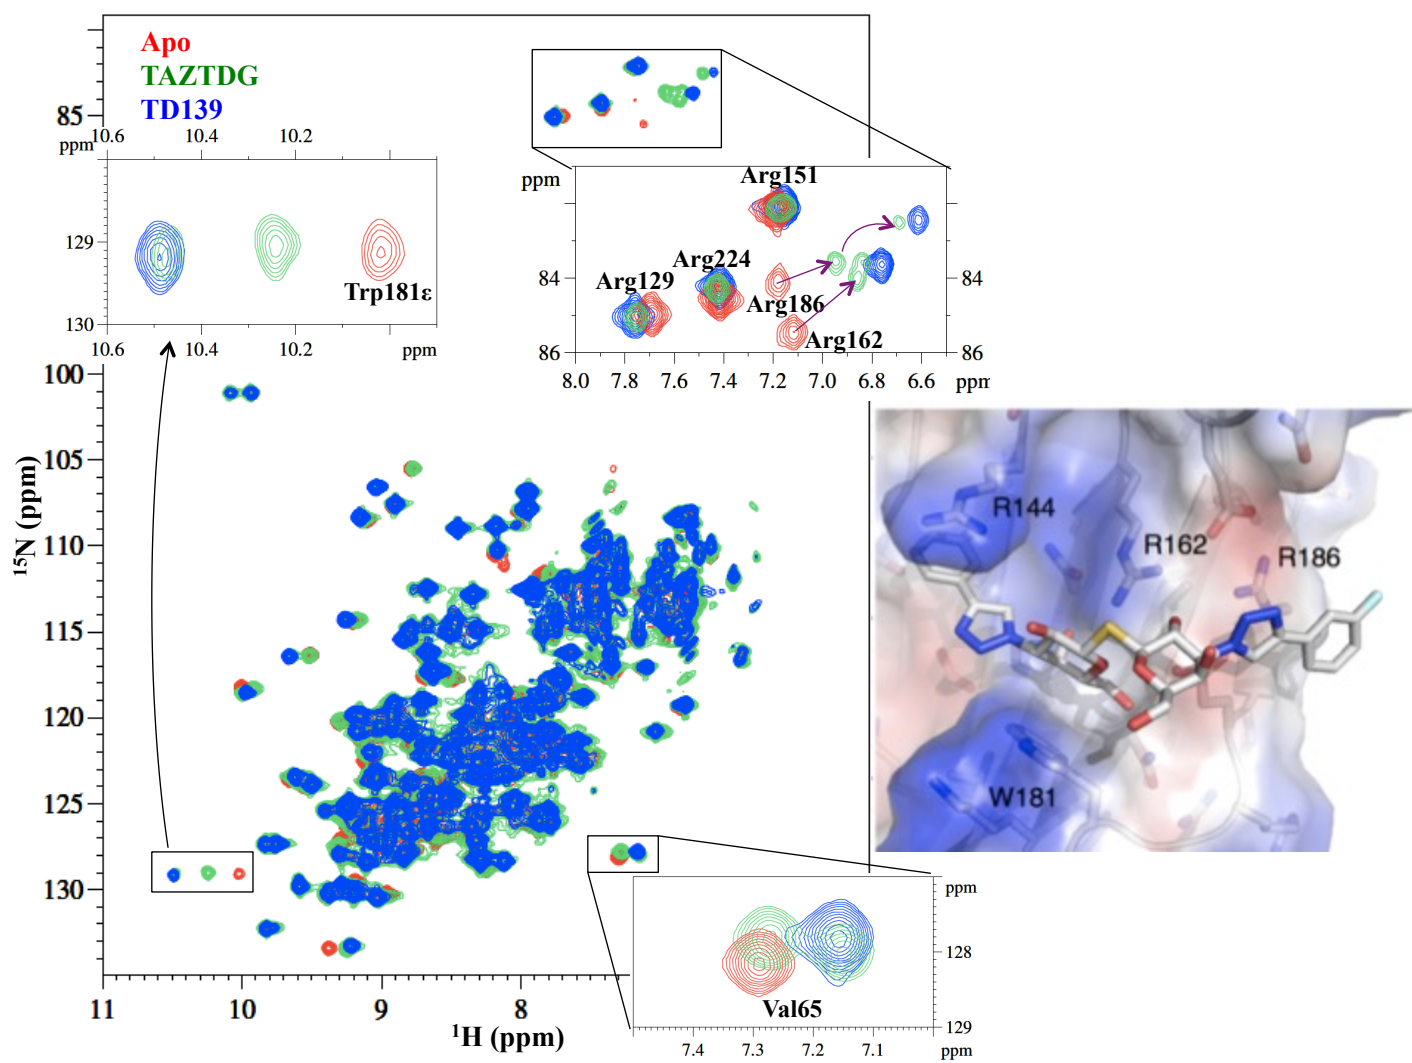 Apo
TAZTDG
TD139
85
ppm
10.6 10.4 10.2
129
130
Trp181ε
10.6 10.4 10.2 ppm
ppm
Arg151
Arg224
Arg129
84
84
Arg186
Arg162
86
86
8.0 7.8 7.6 7.4 7.2 7.0 6.8 6.6 ppm
100
105
110
115
120
125
130
15N (ppm)
11 10 9 8
1H (ppm)
R144
R162
R186
W181
ppm
128
129
Val65
7.4 7.3 7.2 7.1 ppm